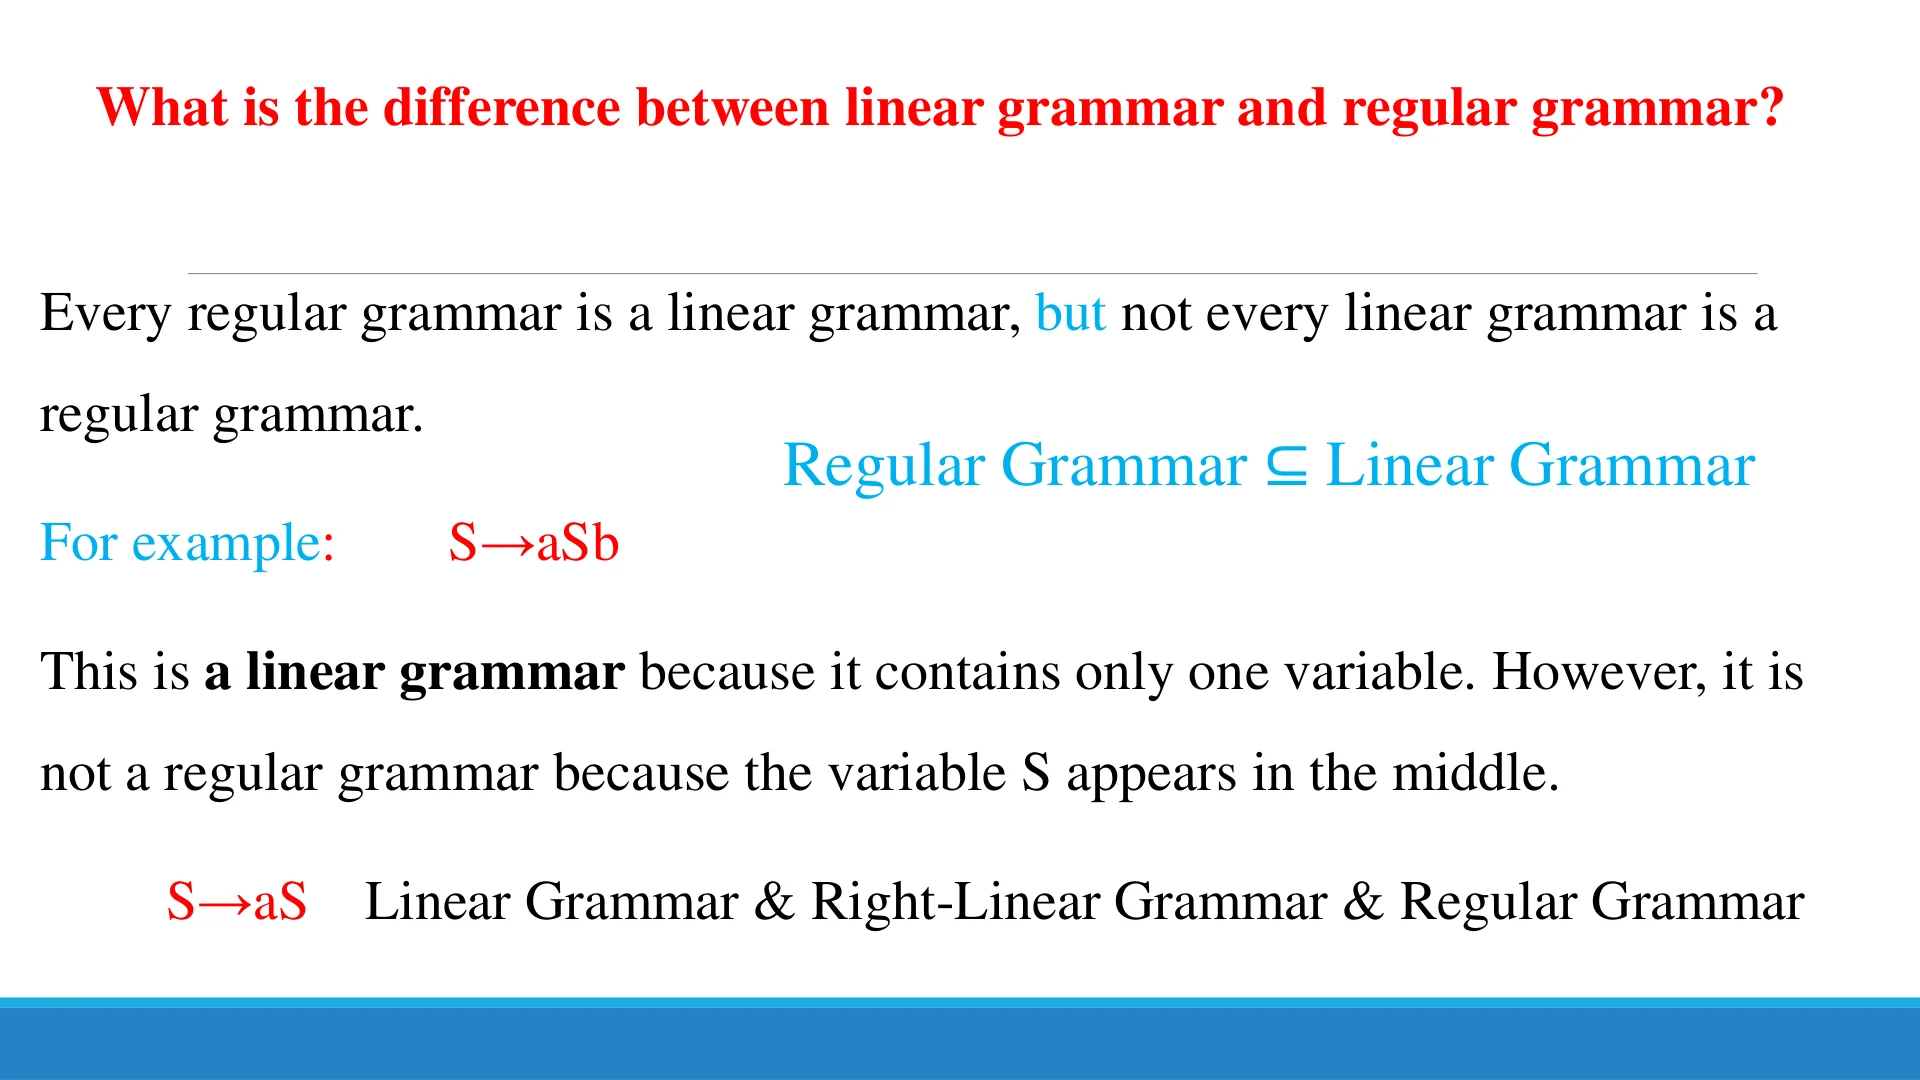 What is the difference between linear grammar and regular grammar?
Every regular grammar is a linear grammar, but not every linear grammar is a
regular grammar.
Regular Grammar ⊆ Linear Grammar
For example: S→aSb
This is a linear grammar because it contains only one variable. However, it is
not a regular grammar because the variable S appears in the middle.
S→aS Linear Grammar & Right-Linear Grammar & Regular Grammar